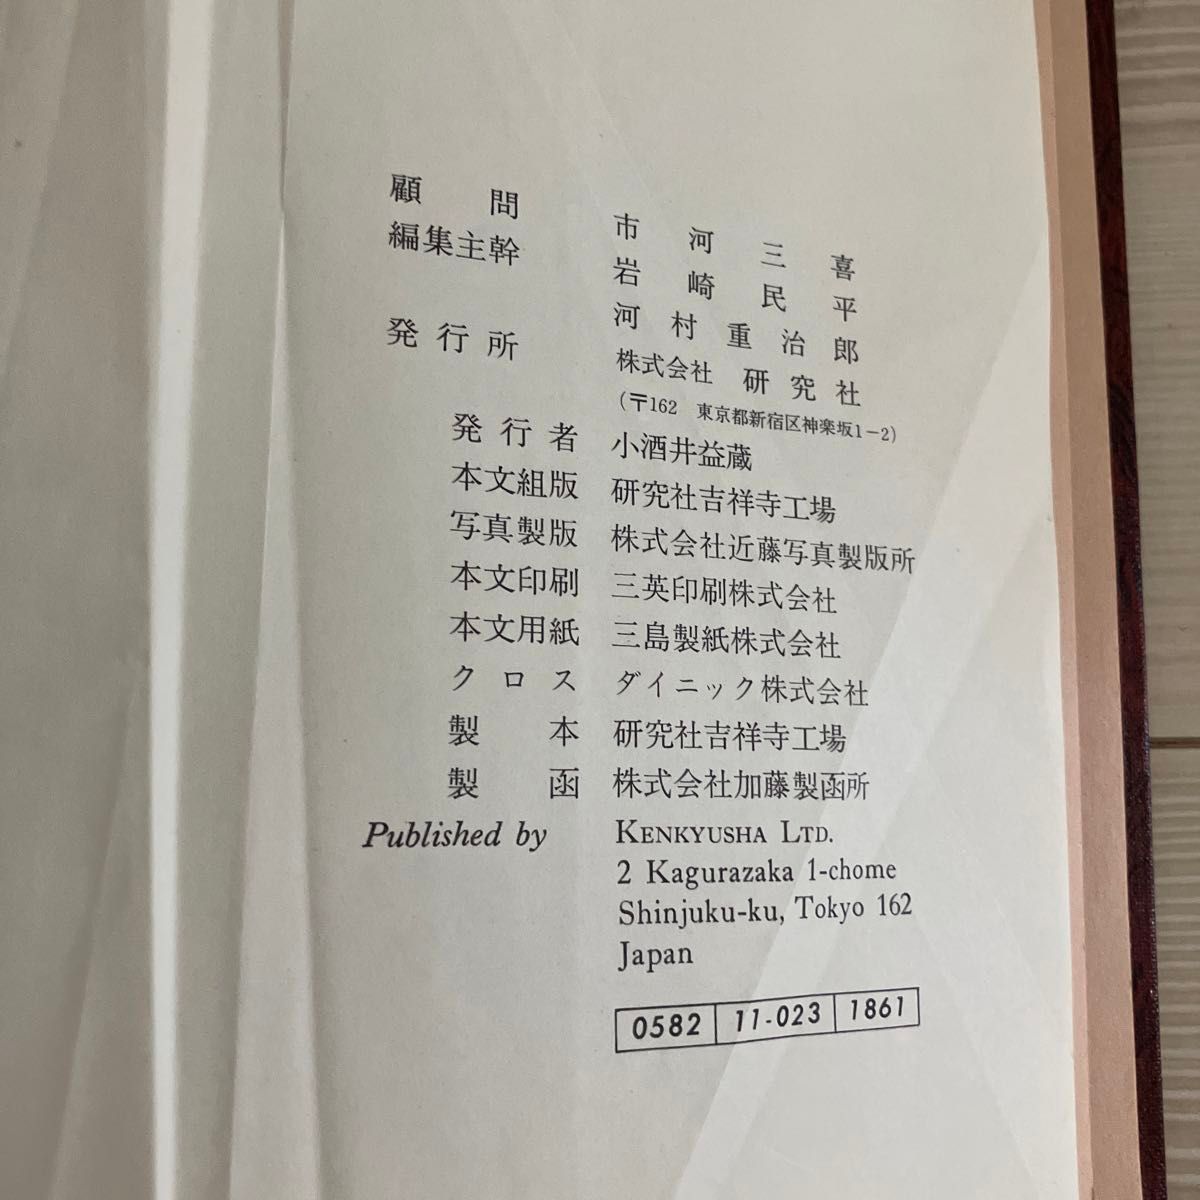 顧問 市河三喜
編集主幹 岩崎民平
河村重治郎
発行所 株式会社 研究社
(〒162 東京都新宿区神楽坂1-2)
発行者 小酒井益蔵
本文組版 研究社吉祥寺工場
写真製版 株式会社近藤写真製版所
本文印刷 三英印刷株式会社
本文用紙 三島製紙株式会社
クロス ダイニック株式会社
製本 研究社吉祥寺工場
製函 株式会社加藤製函所
Published by KENKYUSHA LTD.
2 Kagurazaka 1-chome
Shinjuku-ku, Tokyo 162
Japan
0582 11-023 1861